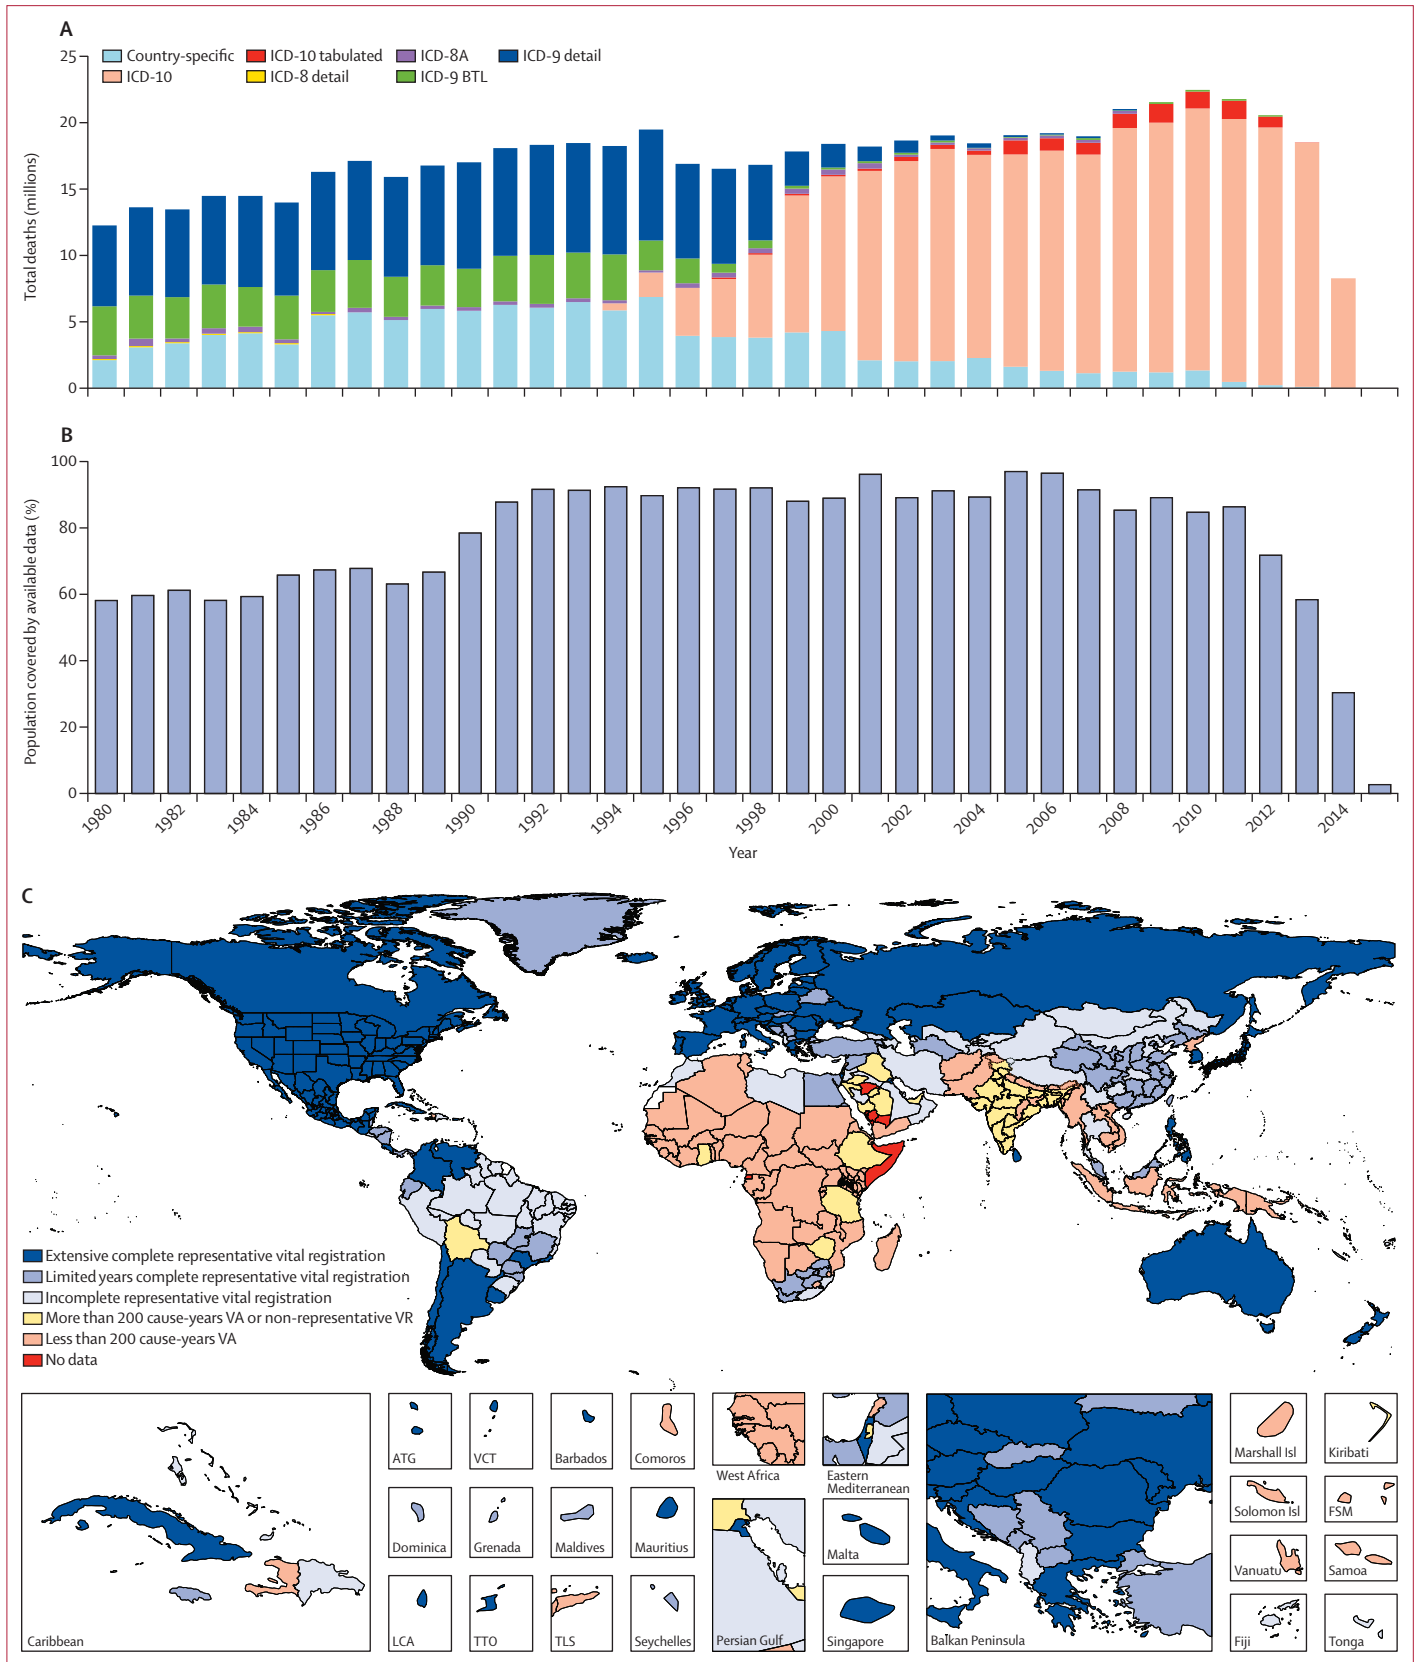 A
25
Country-specific
ICD-10 tabulated
ICD-8A
ICD-9 detail
ICD-10
ICD-8 detail
ICD-9 BTL
20
15
10
5
0
Total deaths (millions)
B
100
80
60
40
20
0
Population covered by available data (%)
1980 1982 1984 1986 1988 1990 1992 1994 1996 1998 2000 2002 2004 2006 2008 2010 2012 2014
Year
C
Extensive complete representative vital registration
Limited years complete representative vital registration
Incomplete representative vital registration
More than 200 cause-years VA or non-representative VR
Less than 200 cause-years VA
No data
Caribbean
ATG
VCT
Barbados
Comoros
West Africa
Eastern
Mediterranean
Marshall Isl
Kiribati
Dominica
Grenada
Maldives
Mauritius
Malta
Solomon Isl
FSM
Vanuatu
Samoa
LCA
TTO
TLS
Seychelles
Persian Gulf
Singapore
Balkan Peninsula
Fiji
Tonga